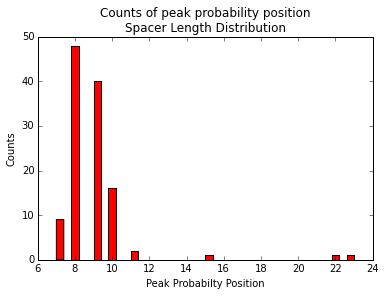 Counts of peak probability position
Spacer Length Distribution
50
40
30
20
10
0
Counts
6 8 10 12 14 16 18 20 22 24
Peak Probabilty Position